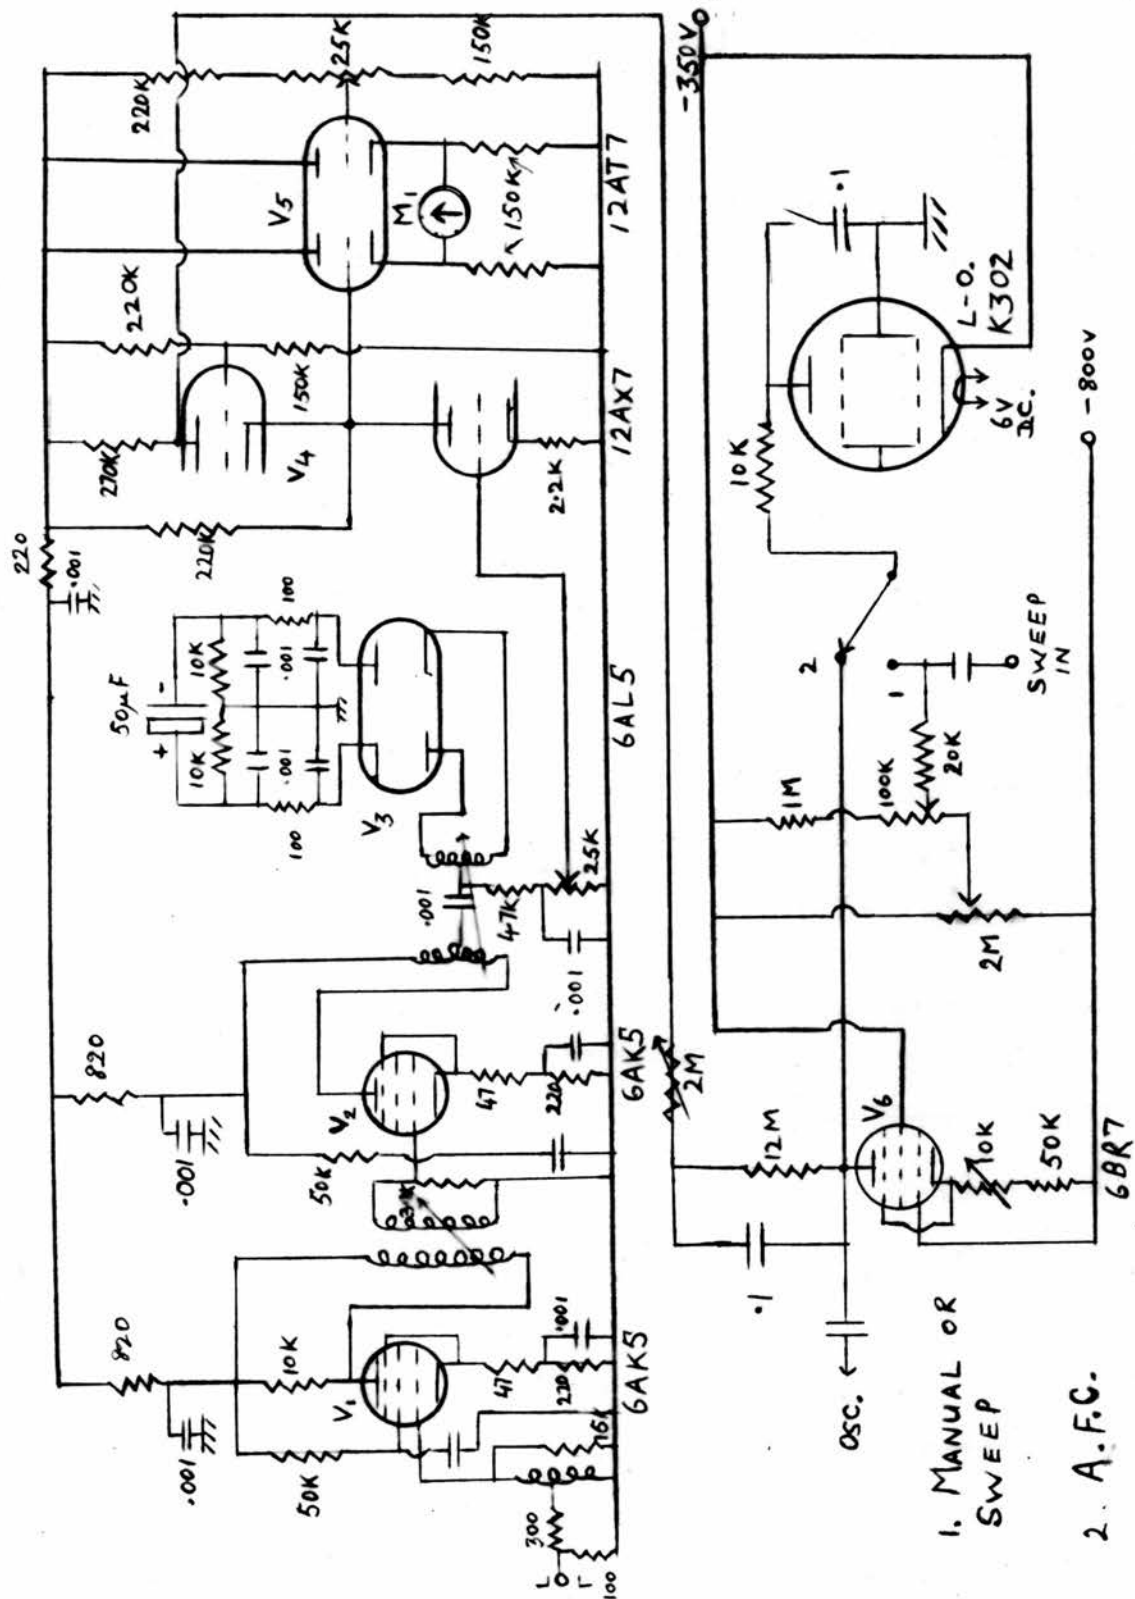 820
820
220
.001
.001
.001
50K
10K
V₁
50K
3.3K
V₂
47
220
.001
6AK5
47
220
.001
6AK5
300
100
15K
.001
47K
25K
50μF
+
-
10K
10K
.001
.001
100
100
V₃
6AL5
220K
270K
V₄
220K
150K
2.2K
12AX7
220K
25K
150K
V₅
M₁
150K
12AT7
2M
12M
.1
OSC.
V₆
10K
50K
6BR7
2M
1M
100K
20K
2
1
SWEEP
IN
10K
.1
L-O.
K302
6V
D.C.
-350V
-800V
1. MANUAL OR
SWEEP
2. A.F.C.